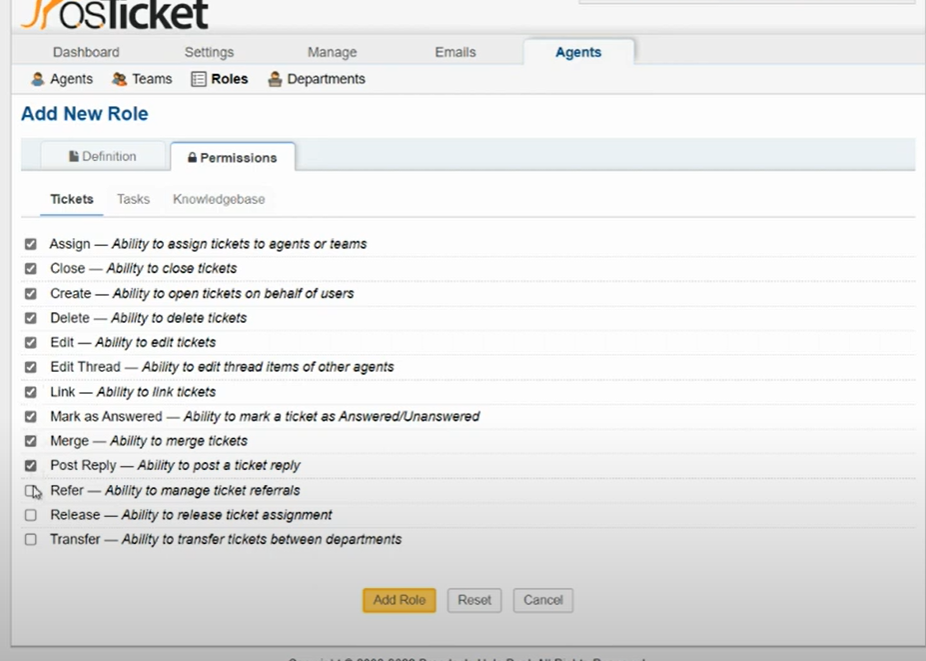 osTicket
Dashboard Settings Manage Emails Agents
Agents Teams Roles Departments
Add New Role
Definition Permissions
Tickets Tasks Knowledgebase
Assign — Ability to assign tickets to agents or teams
Close — Ability to close tickets
Create — Ability to open tickets on behalf of users
Delete — Ability to delete tickets
Edit — Ability to edit tickets
Edit Thread — Ability to edit thread items of other agents
Link — Ability to link tickets
Mark as Answered — Ability to mark a ticket as Answered/Unanswered
Merge — Ability to merge tickets
Post Reply — Ability to post a ticket reply
Refer — Ability to manage ticket referrals
Release — Ability to release ticket assignment
Transfer — Ability to transfer tickets between departments
Add Role Reset Cancel